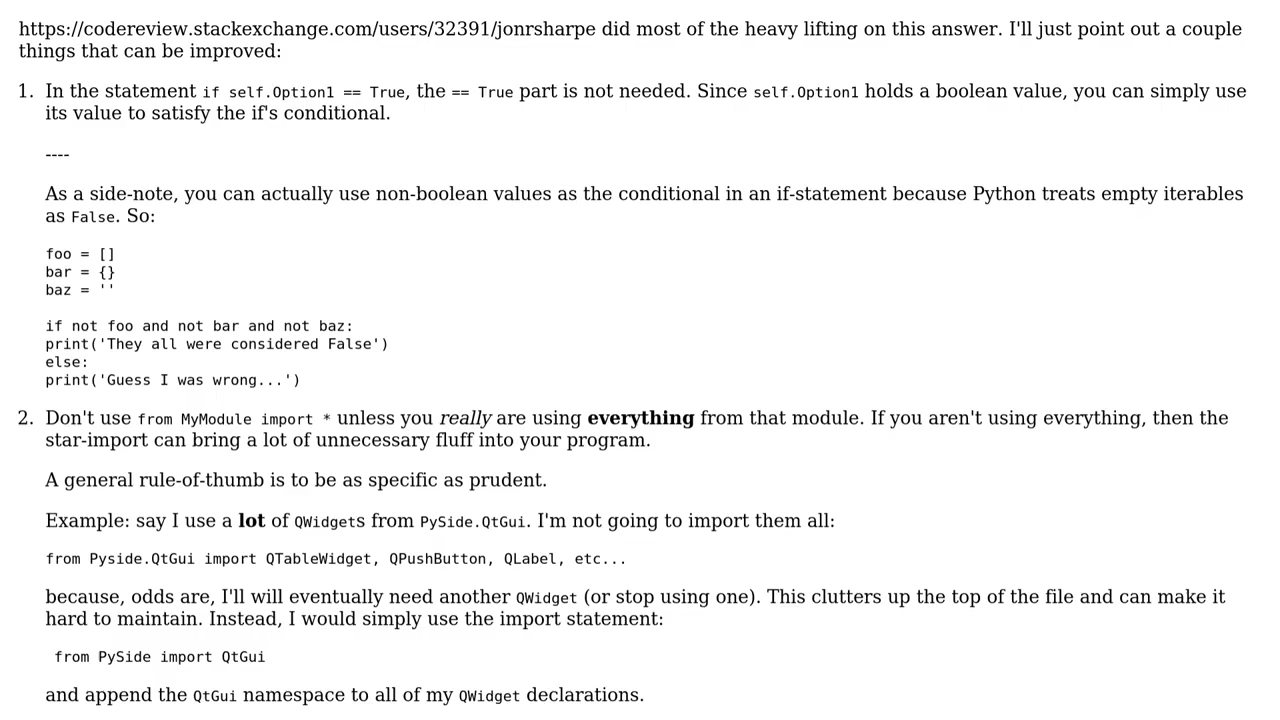 https://codereview.stackexchange.com/users/32391/jonrsharpe did most of the heavy lifting on this answer. I'll just point out a couple
things that can be improved:
1. In the statement if self.Option1 == True, the == True part is not needed. Since self.Option1 holds a boolean value, you can simply use
its value to satisfy the if's conditional.
----
As a side-note, you can actually use non-boolean values as the conditional in an if-statement because Python treats empty iterables
as False. So:
foo = []
bar = {}
baz = ''
if not foo and not bar and not baz:
print('They all were considered False')
else:
print('Guess I was wrong...')
2. Don't use from MyModule import * unless you really are using everything from that module. If you aren't using everything, then the
star-import can bring a lot of unnecessary fluff into your program.
A general rule-of-thumb is to be as specific as prudent.
Example: say I use a lot of QWidgets from PySide.QtGui. I'm not going to import them all:
from Pyside.QtGui import QTableWidget, QPushButton, QLabel, etc...
because, odds are, I'll will eventually need another QWidget (or stop using one). This clutters up the top of the file and can make it
hard to maintain. Instead, I would simply use the import statement:
from PySide import QtGui
and append the QtGui namespace to all of my QWidget declarations.